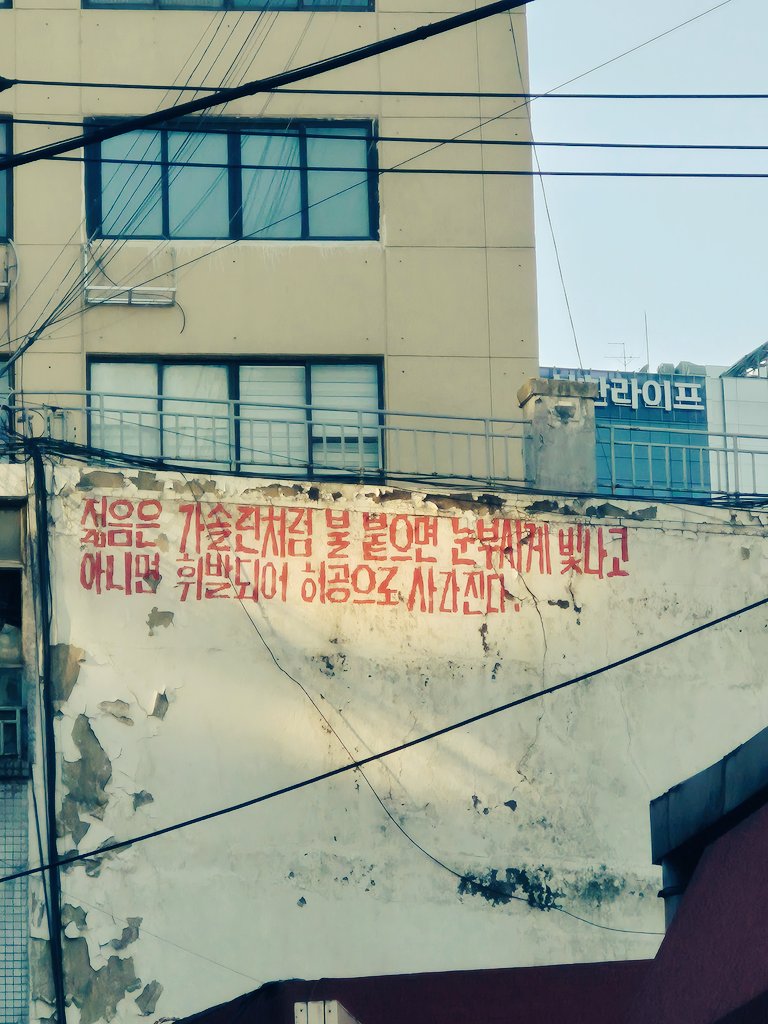 라이프
젊음은 가솔린처럼 불 붙으면 눈부시게 빛나고
아니면 휘발되어 허공으로 사라진다.